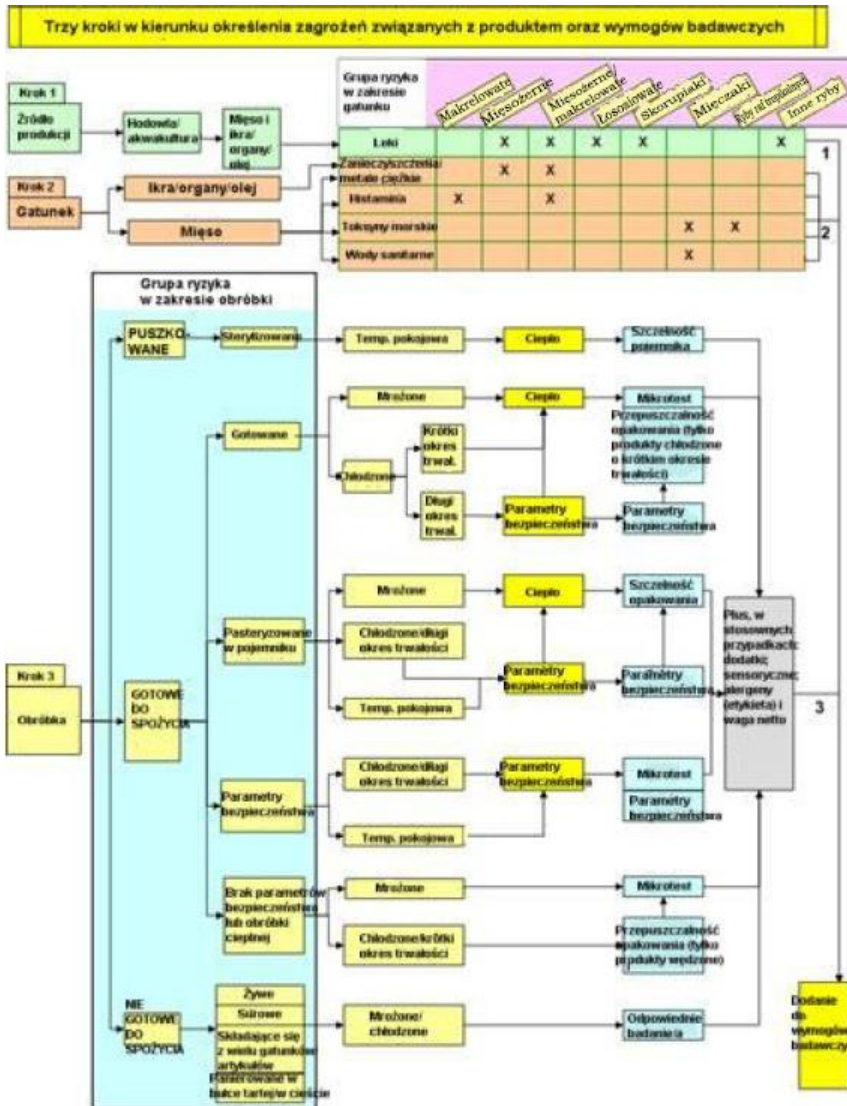 Trzy kroki w kierunku określenia zagrożeń związanych z produktem oraz wymogów badawczych
Krok 1
Źródło
produkcji
Hodowla/
akwakultura
Mięso i
ikra/
organy/
olej
Grupa ryzyka
w zakresie
gatunku
Makrelowate
Mięsożerne
Mięsożerne/
makrelowate
Łososiowate
Skorupiaki
Mięczaki
Inne ryby
Leki
X X X X X
1
Krok 2
Gatunek
Ikra/organy/olej
Mięso
Zanieczyszczenia/
metale ciężkie
X X
Histamina
X X
Toksyny morskie
X X
Wody sanitarne
X
2
Grupa ryzyka
w zakresie obróbki
PUSZKO-
WANE
Sterylizowane
Temp. pokojowa
Ciepło
Szczelność
pojemnika
Gotowane
Mrożone
Ciepło
Mikrotest
Przepuszczalność
opakowania (tylko
produkty chłodzone
o krótkim okresie
trwałości)
Chłodzone
Krótki
okres
trwał.
Długi
okres
trwał.
Parametry
bezpieczeństwa
Parametry
bezpieczeństwa
Pasteryzowane
w pojemniku
Mrożone
Ciepło
Szczelność
opakowania
Chłodzone/długi
okres trwałości
Parametry
bezpieczeństwa
Parametry
bezpieczeństwa
Temp. pokojowa
Krok 3
Obróbka
GOTOWE
DO
SPOŻYCIA
Plus, w
stosownych
przypadkach:
dodatki;
sensoryczne;
alergeny
(etykieta) i
waga netto
3
Parametry
bezpieczeństwa
Chłodzone/długi
okres trwałości
Parametry
bezpieczeństwa
Mikrotest
Parametry
bezpieczeństwa
Temp. pokojowa
Brak parametrów
bezpieczeństwa
lub obróbki
cieplnej
Mrożone
Mikrotest
Chłodzone/krótki
okres trwałości
Przepuszczalność
opakowania (tylko
produkty wędzone)
NIE
GOTOWE
DO
SPOŻYCIA
Żywe
Surowe
Składające się
z wielu gatunków
artykułów
Panierowane w
bułce tartej/w cieście
Mrożone/
chłodzone
Odpowiednie
badanie/a
Dodanie
do
wymogów
badawczych